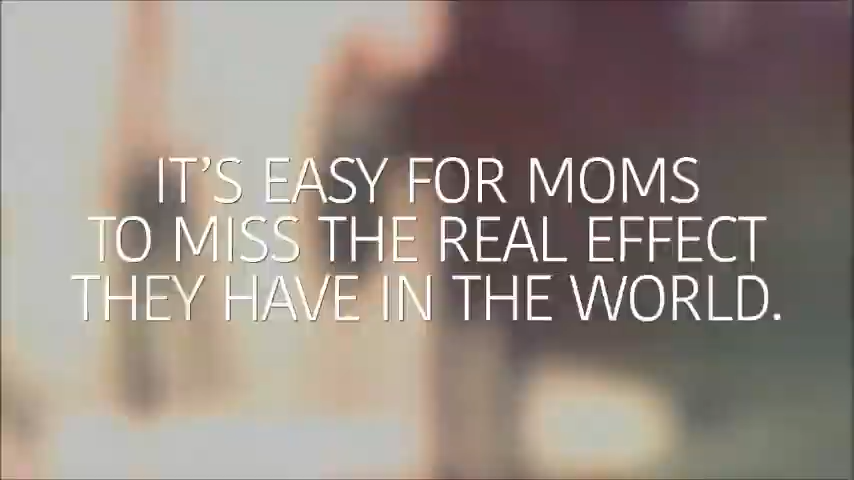 IT’S EASY FOR MOMS
TO MISS THE REAL EFFECT
THEY HAVE IN THE WORLD.